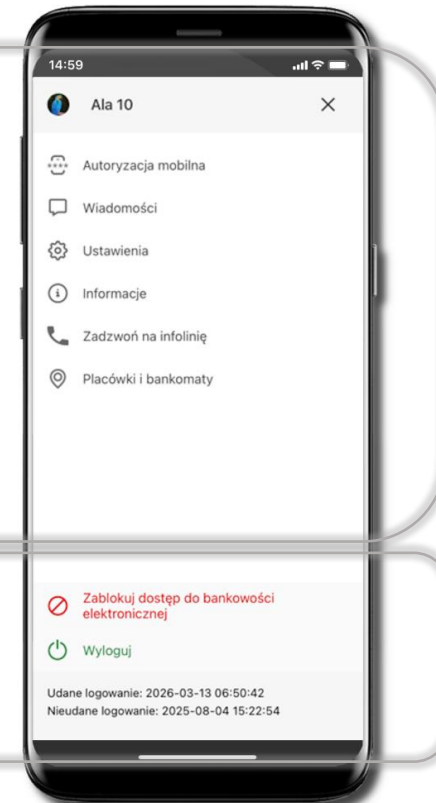 14:59
Ala 10
Autoryzacja mobilna
Wiadomości
Ustawienia
Informacje
Zadzwoń na infolinię
Placówki i bankomaty
Zablokuj dostęp do bankowości
elektronicznej
Wyloguj
Udane logowanie: 2026-03-13 06:50:42
Nieudane logowanie: 2025-08-04 15:22:54